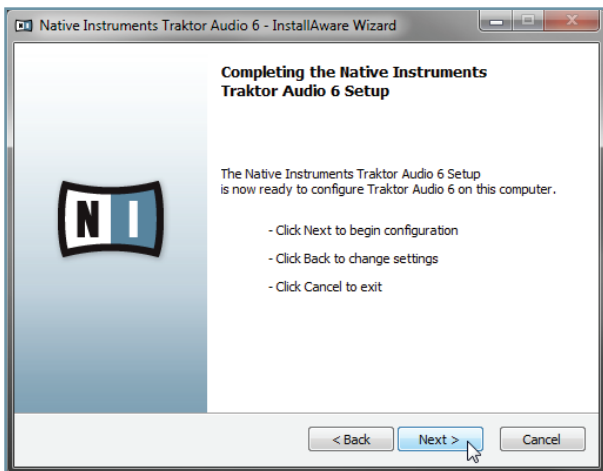 Native Instruments Traktor Audio 6 - InstallAware Wizard
Completing the Native Instruments
Traktor Audio 6 Setup
The Native Instruments Traktor Audio 6 Setup
is now ready to configure Traktor Audio 6 on this computer.
- Click Next to begin configuration
- Click Back to change settings
- Click Cancel to exit
N I
< Back Next > Cancel